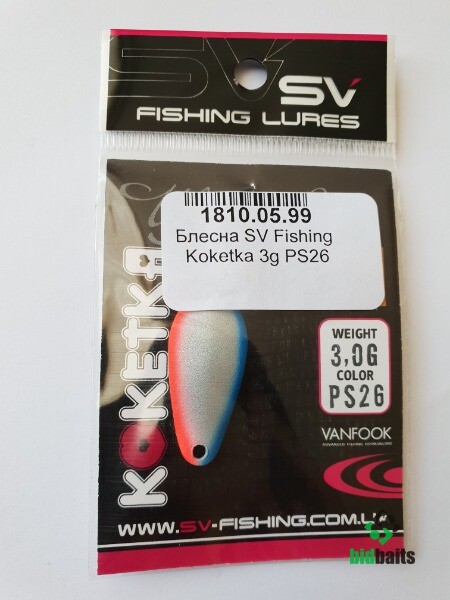 SV
SV
FISHING LURES
1810.05.99
Блесна SV Fishing
Koketka 3g PS26
KOKETKA
WEIGHT
3,0G
COLOR
PS26
VANFOOK
WWW.SV-FISHING.COM.U
bidbaits